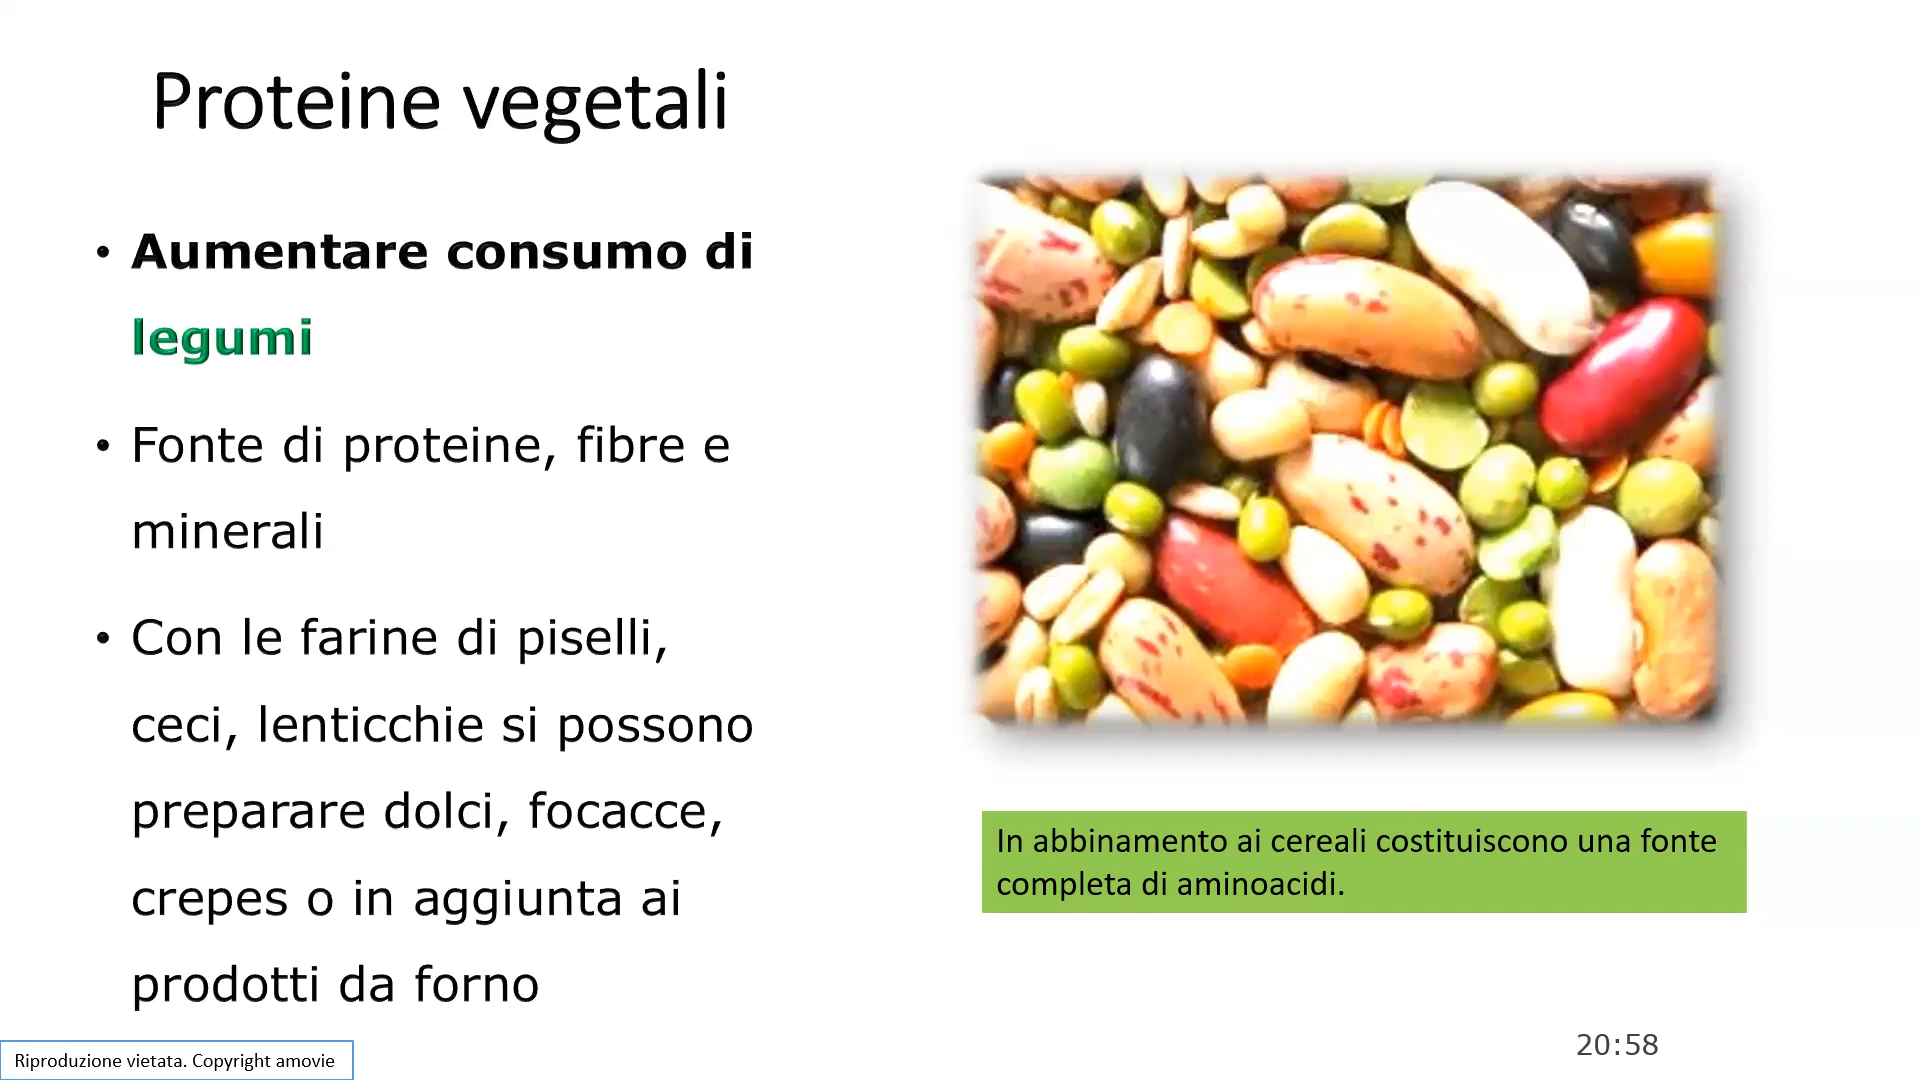 Proteine vegetali
• Aumentare consumo di
legumi
• Fonte di proteine, fibre e
minerali
• Con le farine di piselli,
ceci, lenticchie si possono
preparare dolci, focacce,
crepes o in aggiunta ai
prodotti da forno
In abbinamento ai cereali costituiscono una fonte
completa di aminoacidi.
Riproduzione vietata. Copyright amovie
20:58